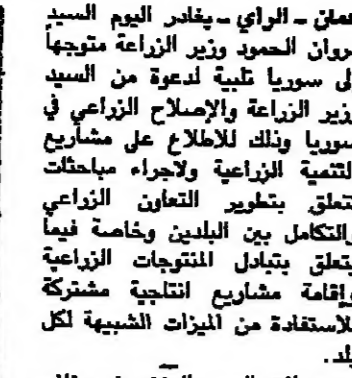 عمان ـ الراي ـ يغادر اليوم السيد
مروان الحمود وزير الزراعة متوجهاً
الى سوريا تلبية لدعوة من السيد
وزير الزراعة والإصلاح الزراعي في
سوريا وذلك للاطلاع على مشاريع
التنمية الزراعية ولاجراء مباحثات
تتعلق بتطوير التعاون الزراعي
والتكامل بين البلدين وخاصة فيما
يتعلق بتبادل المنتوجات الزراعية
وإقامة مشاريع انتاجية مشتركة
للاستفادة من الميزات الشبيهة لكل
بلد .